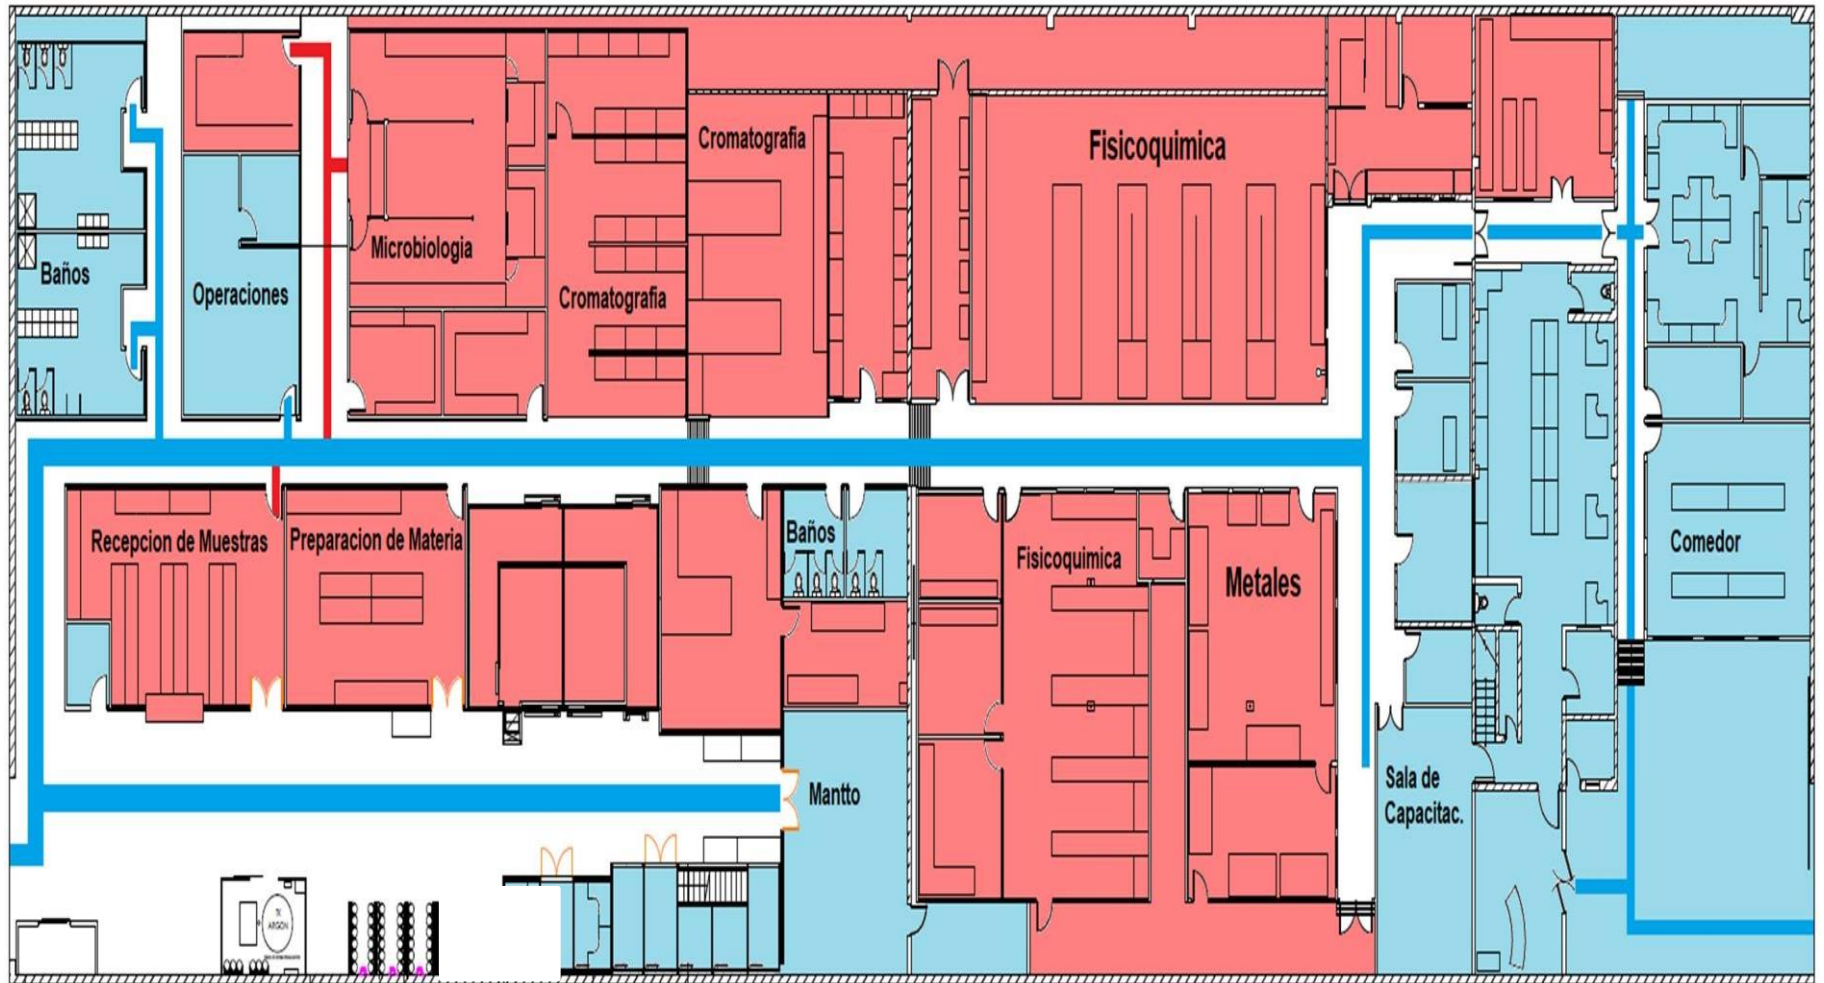 Fisicoquimica
Cromatografia
Microbiologia
Baños
Operaciones
Cromatografia
Recepcion de Muestras
Preparacion de Materia
Baños
Fisicoquimica
Metales
Comedor
Mantto
Sala de
Capacitac.
TK
ARGON